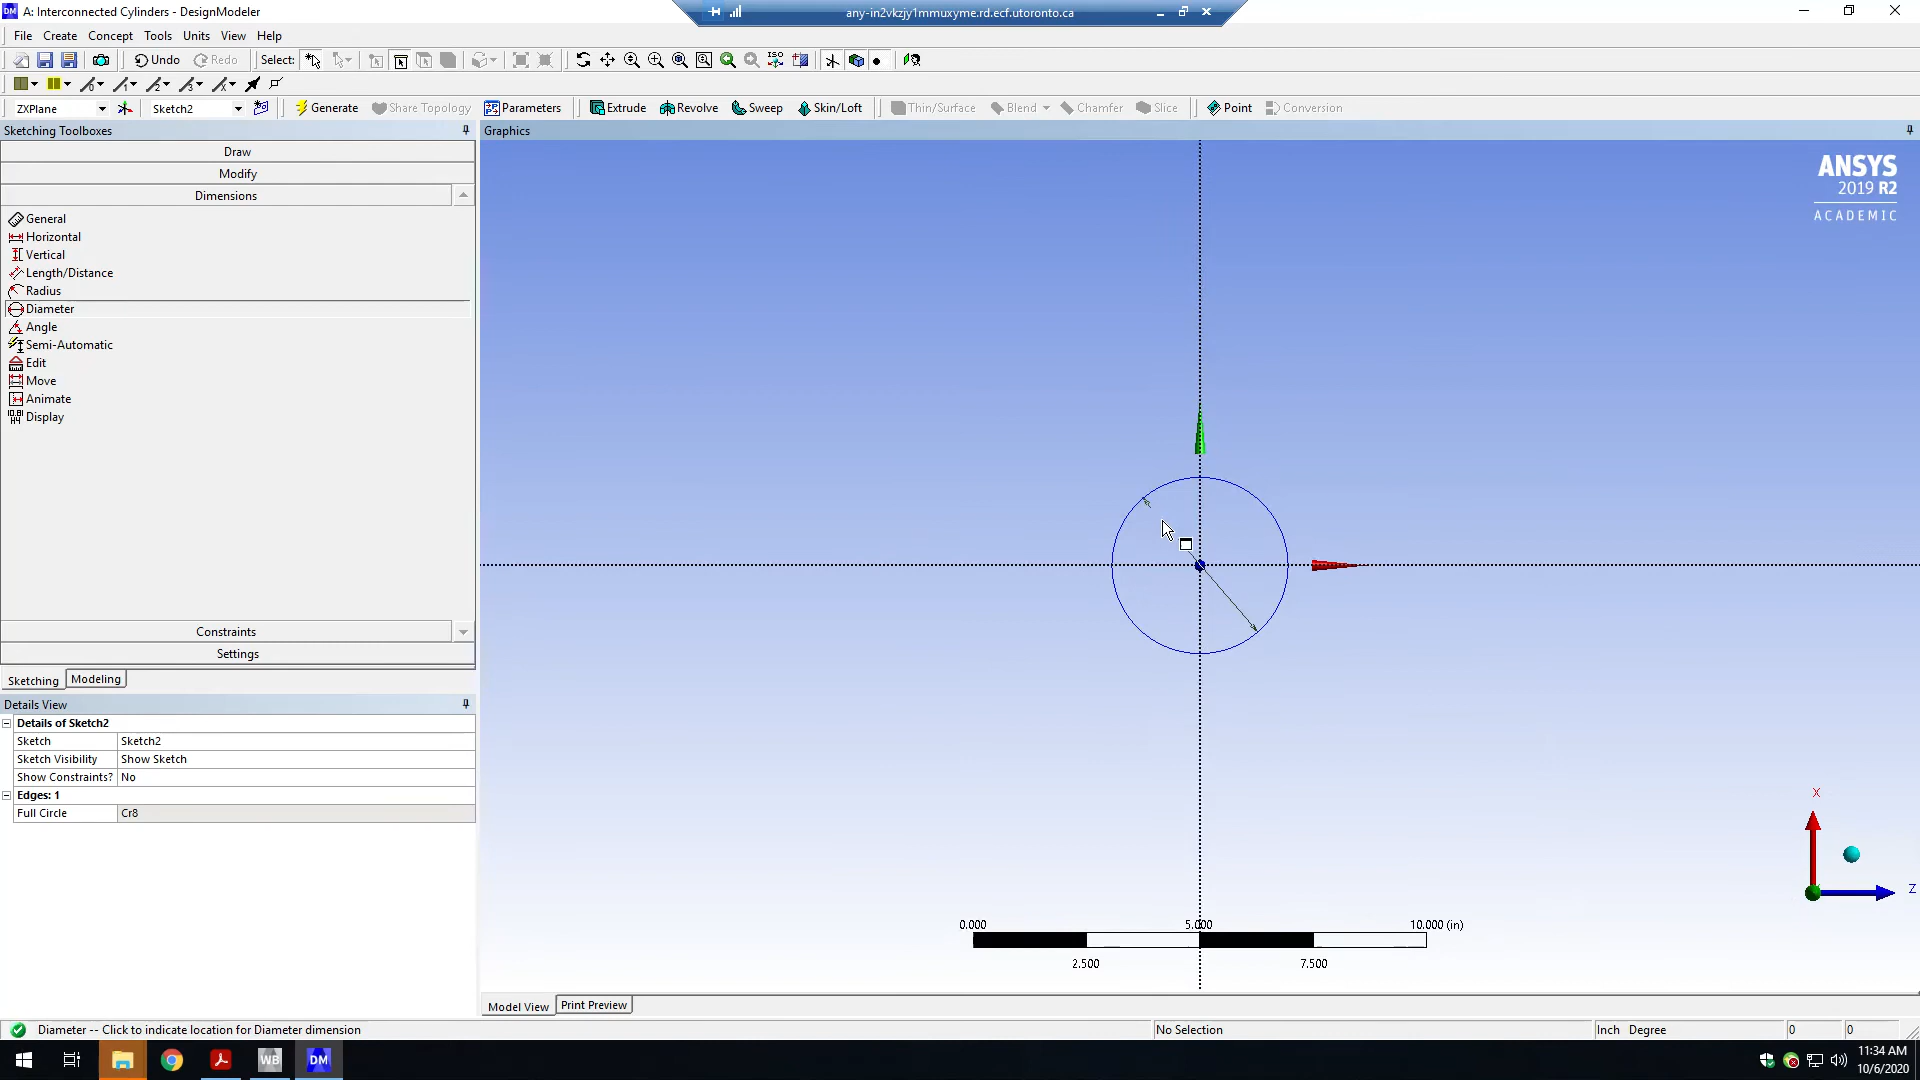 A: Interconnected Cylinders - DesignModeler
any-in2vkzjy1mmuxyme.rd.ecf.utoronto.ca
File Create Concept Tools Units View Help
Undo Redo Select:
ZXPlane Sketch2 Generate Share Topology Parameters Extrude Revolve Sweep Skin/Loft Thin/Surface Blend Chamfer Slice Point Conversion
Sketching Toolboxes
Draw
Modify
Dimensions
General
Horizontal
Vertical
Length/Distance
Radius
Diameter
Angle
Semi-Automatic
Edit
Move
Animate
Display
Constraints
Settings
Sketching Modeling
Details View
Details of Sketch2
Sketch Sketch2
Sketch Visibility Show Sketch
Show Constraints? No
Edges: 1
Full Circle Cr8
Graphics
ANSYS
2019 R2
ACADEMIC
X
Z
0.000 5.000 10.000 (in)
2.500 7.500
Model View Print Preview
Diameter -- Click to indicate location for Diameter dimension No Selection Inch Degree 0 0
WB DM
11:34 AM
10/6/2020